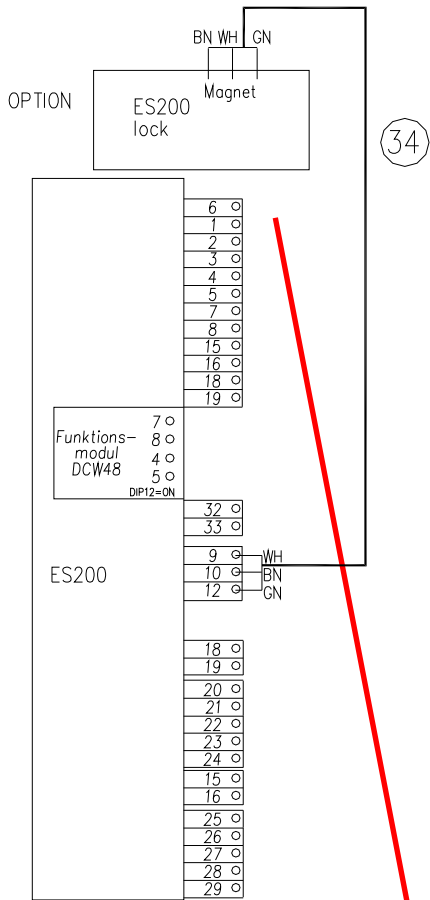 BN WH GN
OPTION
Magnet
ES200
lock
34
6
1
2
3
4
5
7
8
15
16
18
19
Funktions-
modul
DCW48
7
8
4
5
DIP12=ON
32
33
9 WH
10 BN
12 GN
ES200
18
19
20
21
22
23
24
15
16
25
26
27
28
29